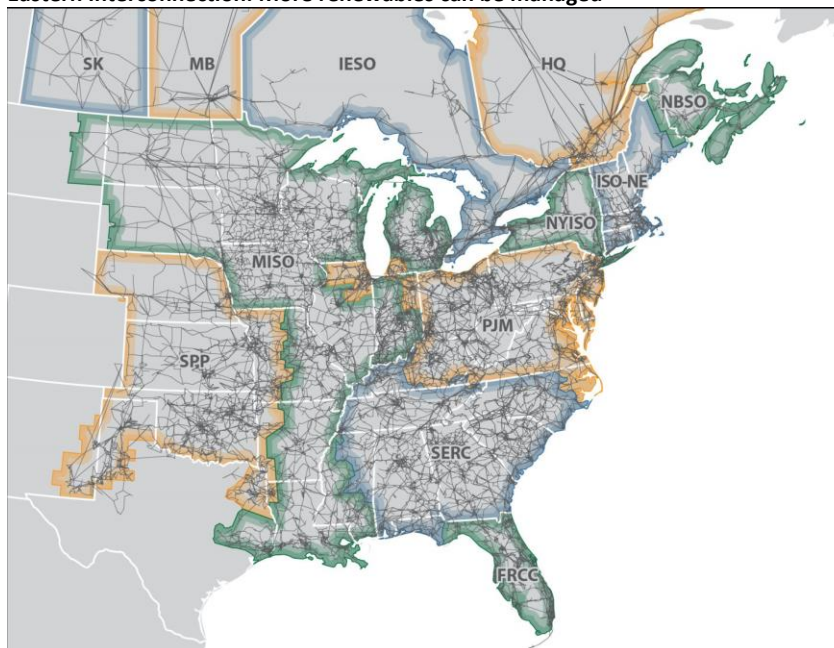 Eastern Interconnection: More renewables can be managed
SK
MB
IESO
HQ
NBSO
ISO-NE
NYISO
MISO
PJM
SPP
SERC
FRCC